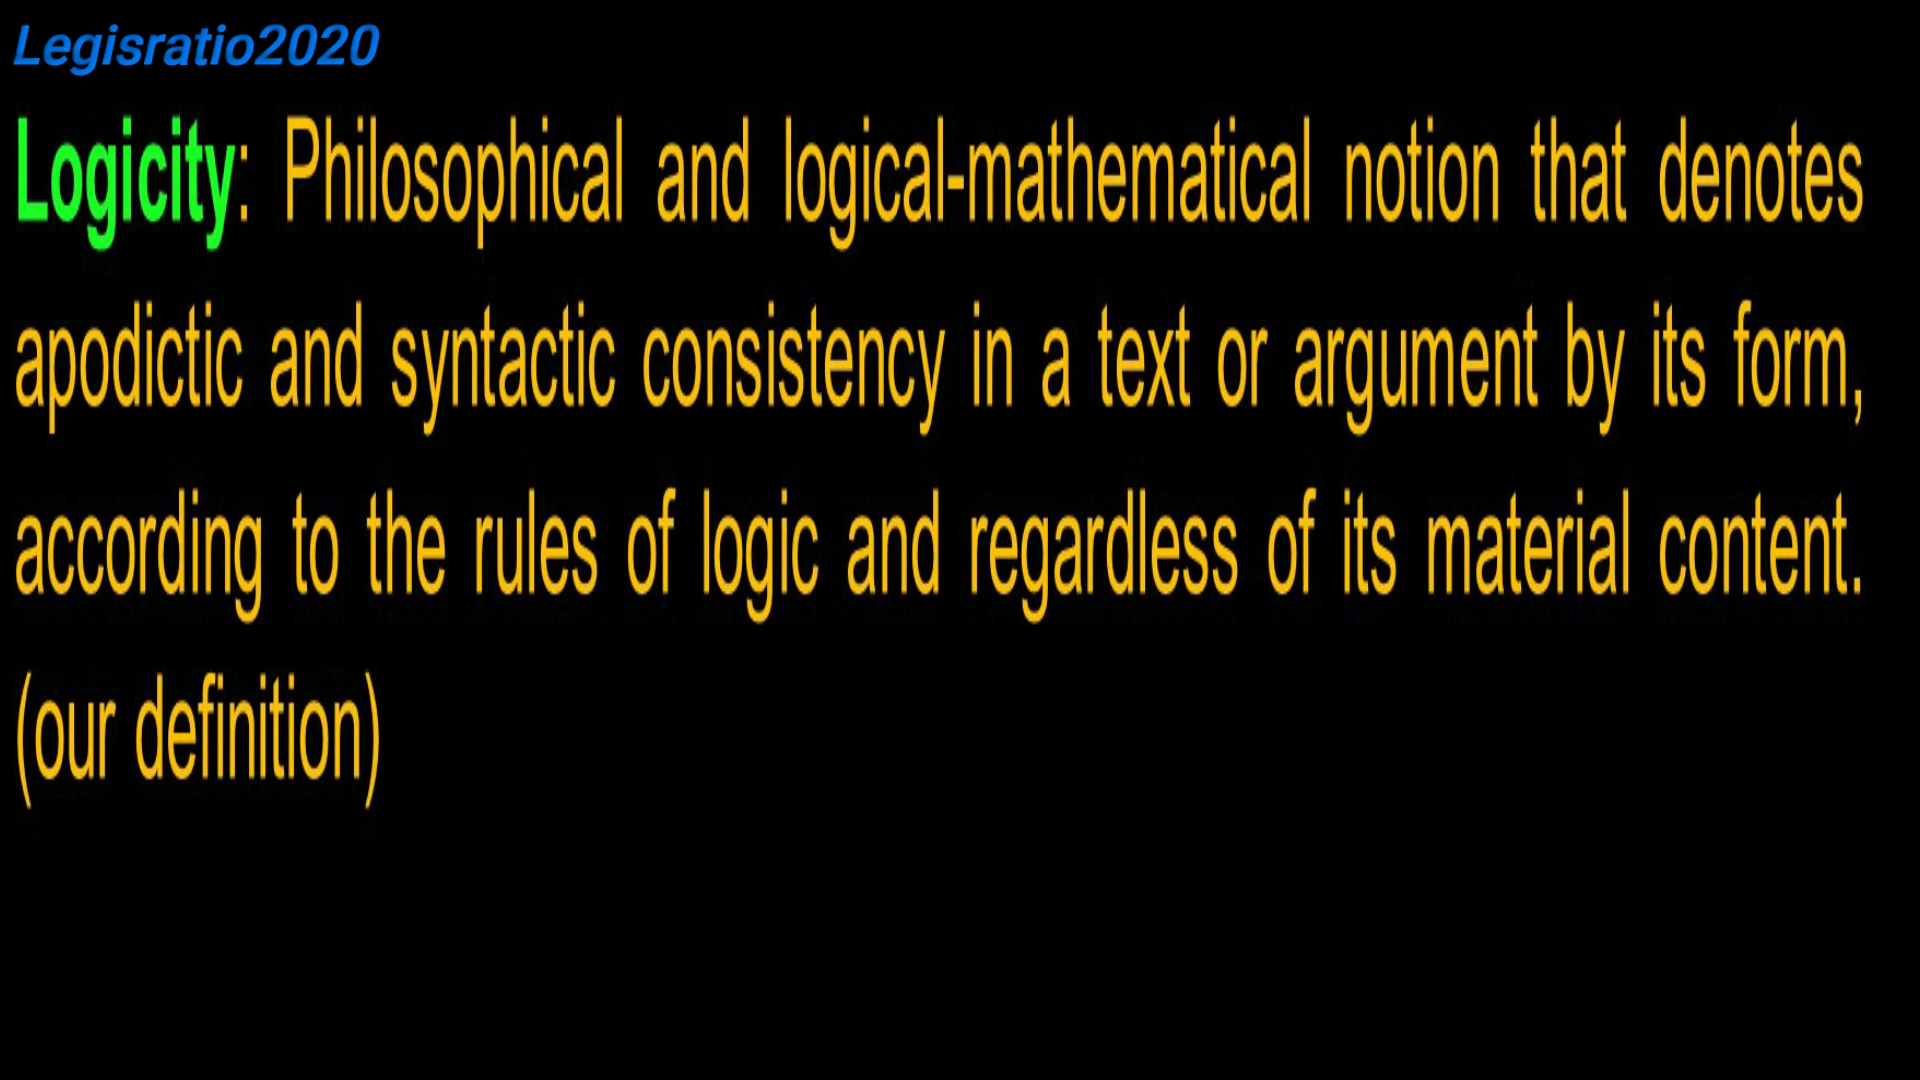 Legisratio2020
Logicity: Philosophical and logical-mathematical notion that denotes
apodictic and syntactic consistency in a text or argument by its form,
according to the rules of logic and regardless of its material content.
(our definition)